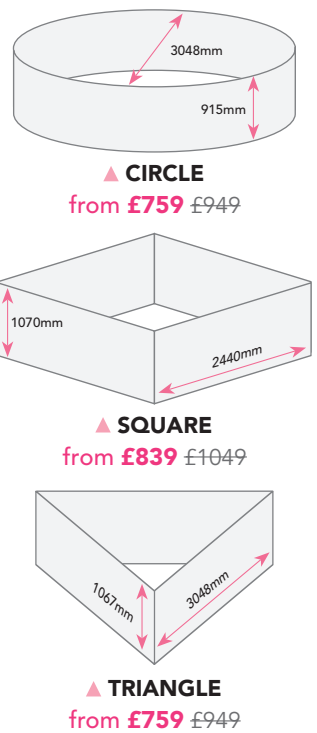 3048mm
915mm
▲ CIRCLE
from £759 £949
1070mm
2440mm
▲ SQUARE
from £839 £1049
1067mm
3048mm
▲ TRIANGLE
from £759 £949